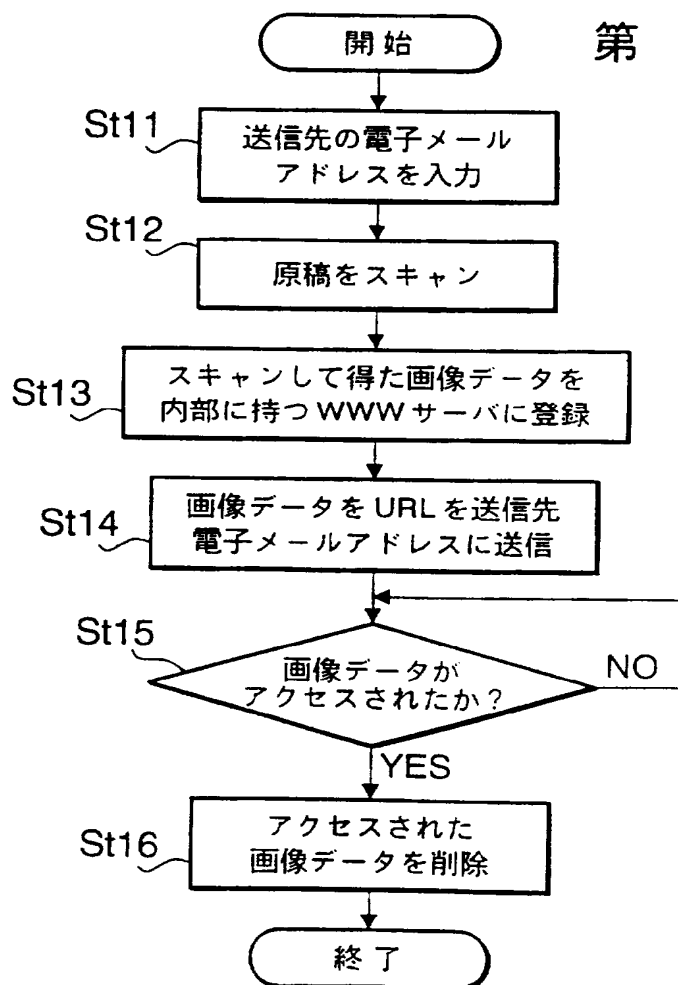 開始
第
St11
送信先の電子メール
アドレスを入力
St12
原稿をスキャン
St13
スキャンして得た画像データを
内部に持つWWWサーバに登録
St14
画像データをURLを送信先
電子メールアドレスに送信
St15
画像データが
アクセスされたか？
NO
YES
St16
アクセスされた
画像データを削除
終了